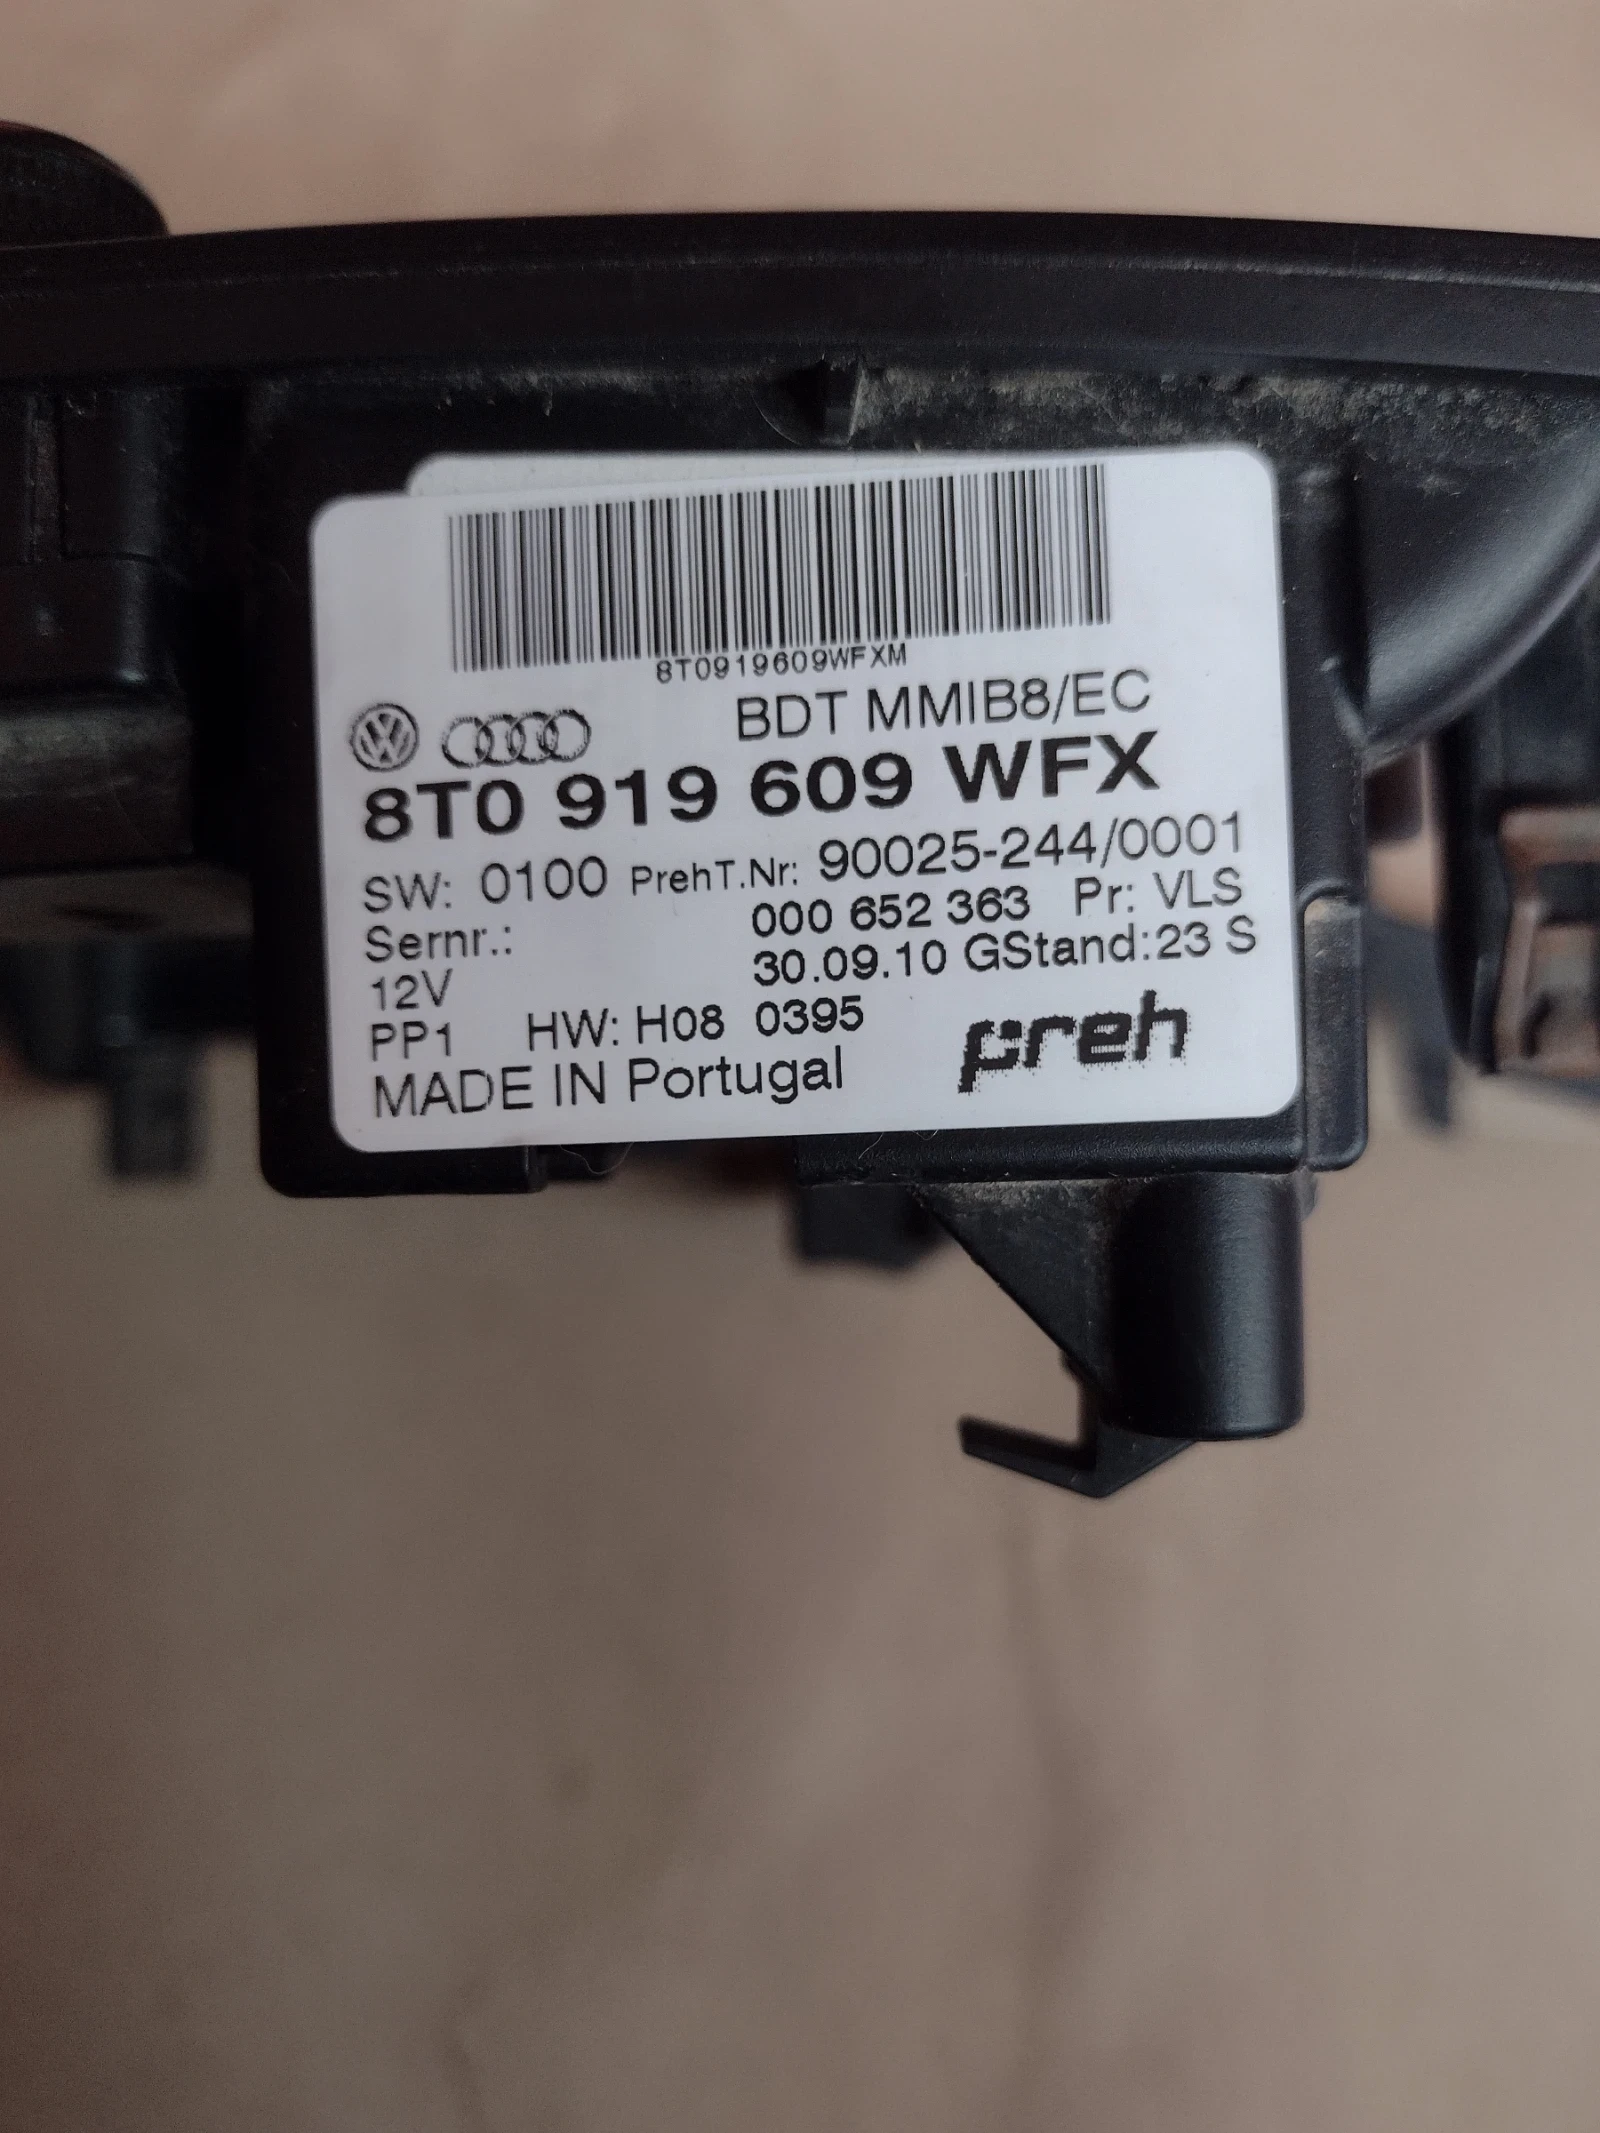 8T0919609WFXM
BDT MMIB8/EC
8T0 919 609 WFX
SW: 0100 PrehT.Nr: 90025-244/0001
Sernr.: 000 652 363 Pr: VLS
12V 30.09.10 GStand:23 S
PP1 HW: H08 0395
MADE IN Portugal preh